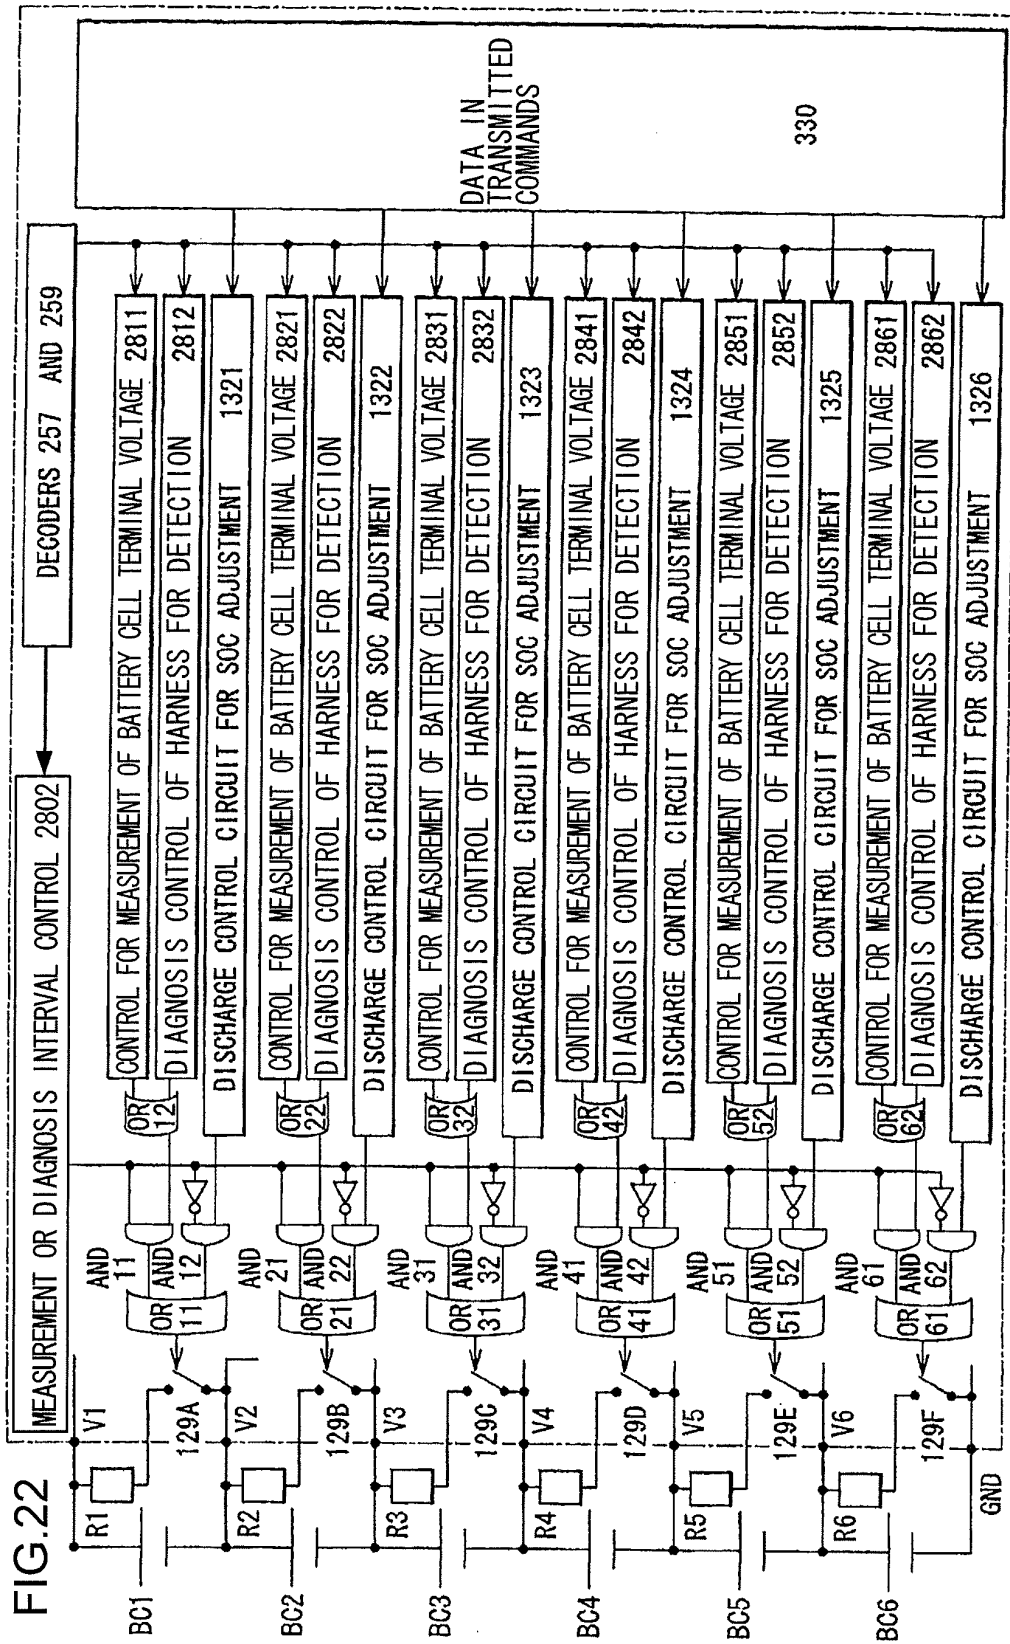 FIG.22
MEASUREMENT OR DIAGNOSIS INTERVAL CONTROL 2802
DECODERS 257 AND 259
DATA IN
TRANSMITTED
COMMANDS
330
BC1
R1
V1
129A
OR
11
AND
11
AND
12
OR
12
CONTROL FOR MEASUREMENT OF BATTERY CELL TERMINAL VOLTAGE 2811
DIAGNOSIS CONTROL OF HARNESS FOR DETECTION 2812
DISCHARGE CONTROL CIRCUIT FOR SOC ADJUSTMENT 1321
BC2
R2
V2
129B
OR
21
AND
21
AND
22
OR
22
CONTROL FOR MEASUREMENT OF BATTERY CELL TERMINAL VOLTAGE 2821
DIAGNOSIS CONTROL OF HARNESS FOR DETECTION 2822
DISCHARGE CONTROL CIRCUIT FOR SOC ADJUSTMENT 1322
BC3
R3
V3
129C
OR
31
AND
31
AND
32
OR
32
CONTROL FOR MEASUREMENT OF BATTERY CELL TERMINAL VOLTAGE 2831
DIAGNOSIS CONTROL OF HARNESS FOR DETECTION 2832
DISCHARGE CONTROL CIRCUIT FOR SOC ADJUSTMENT 1323
BC4
R4
V4
129D
OR
41
AND
41
AND
42
OR
42
CONTROL FOR MEASUREMENT OF BATTERY CELL TERMINAL VOLTAGE 2841
DIAGNOSIS CONTROL OF HARNESS FOR DETECTION 2842
DISCHARGE CONTROL CIRCUIT FOR SOC ADJUSTMENT 1324
BC5
R5
V5
129E
OR
51
AND
51
AND
52
OR
52
CONTROL FOR MEASUREMENT OF BATTERY CELL TERMINAL VOLTAGE 2851
DIAGNOSIS CONTROL OF HARNESS FOR DETECTION 2852
DISCHARGE CONTROL CIRCUIT FOR SOC ADJUSTMENT 1325
BC6
R6
V6
129F
OR
61
AND
61
AND
62
OR
62
CONTROL FOR MEASUREMENT OF BATTERY CELL TERMINAL VOLTAGE 2861
DIAGNOSIS CONTROL OF HARNESS FOR DETECTION 2862
DISCHARGE CONTROL CIRCUIT FOR SOC ADJUSTMENT 1326
GND